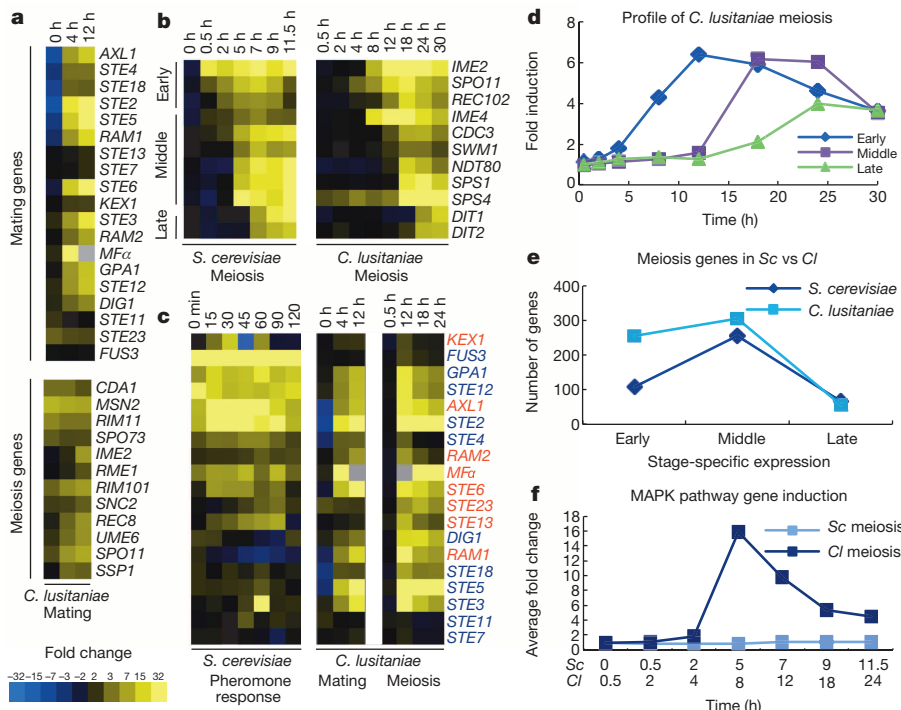 a
0 h
4 h
12 h
Mating genes
AXL1
STE4
STE18
STE2
STE5
RAM1
STE13
STE7
STE6
KEX1
STE3
RAM2
MFα
GPA1
STE12
DIG1
STE11
STE23
FUS3
Meiosis genes
CDA1
MSN2
RIM11
SPO73
IME2
RME1
RIM101
SNC2
REC8
UME6
SPO11
SSP1
C. lusitaniae
Mating
Fold change
−32 −15 −7 −3 −2 2 3 7 15 32
b
0 h
0.5 h
2 h
5 h
7 h
9 h
11.5 h
0.5 h
2 h
4 h
8 h
12 h
18 h
24 h
30 h
Early
Middle
Late
IME2
SPO11
REC102
IME4
CDC3
SWM1
NDT80
SPS1
SPS4
DIT1
DIT2
S. cerevisiae
Meiosis
C. lusitaniae
Meiosis
c
0 min
15
30
45
60
90
120
0 h
4 h
12 h
0.5 h
12 h
18 h
24 h
KEX1
FUS3
GPA1
STE12
AXL1
STE2
STE4
RAM2
MFα
STE6
STE23
STE13
DIG1
RAM1
STE18
STE5
STE3
STE11
STE7
S. cerevisiae
Pheromone
response
Mating
Meiosis
C. lusitaniae
d
Profile of C. lusitaniae meiosis
Fold induction
8
6
4
2
0
Early
Middle
Late
0 5 10 15 20 25 30
Time (h)
e
Meiosis genes in Sc vs Cl
S. cerevisiae
C. lusitaniae
Number of genes
400
300
200
100
0
Early Middle Late
Stage-specific expression
f
MAPK pathway gene induction
Sc meiosis
Cl meiosis
Average fold change
18
16
14
12
10
8
6
4
2
0
Sc 0 0.5 2 5 7 9 11.5
Cl 0.5 2 4 8 12 18 24
Time (h)